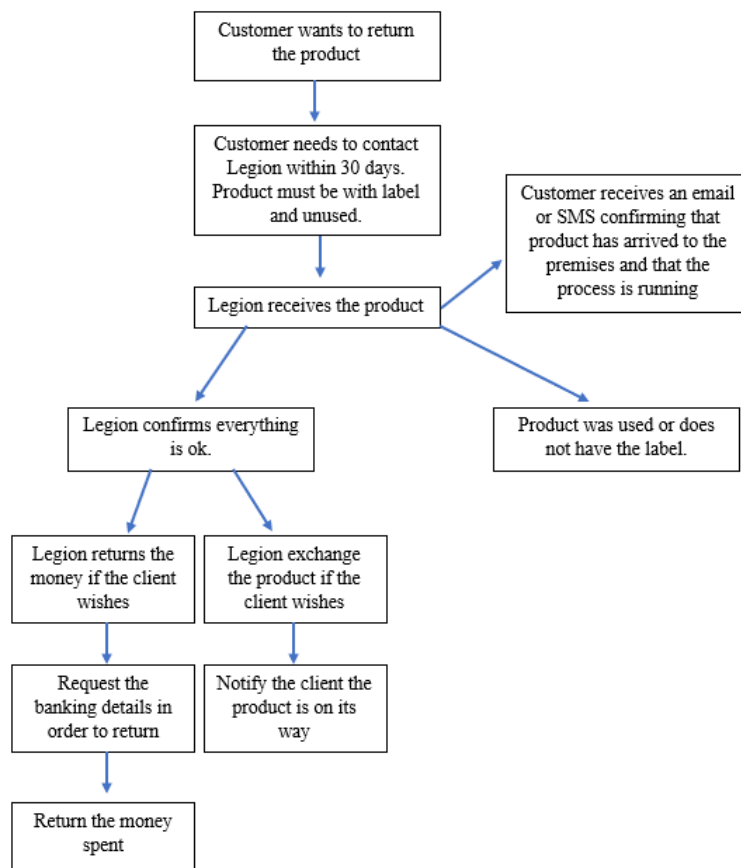 Customer wants to return
the product
Customer needs to contact
Legion within 30 days.
Product must be with label
and unused.
Customer receives an email
or SMS confirming that
product has arrived to the
premises and that the
process is running
Legion receives the product
Legion confirms everything
is ok.
Product was used or does
not have the label.
Legion returns the
money if the client
wishes
Legion exchange
the product if the
client wishes
Request the
banking details in
order to return
Notify the client the
product is on its
way
Return the money
spent